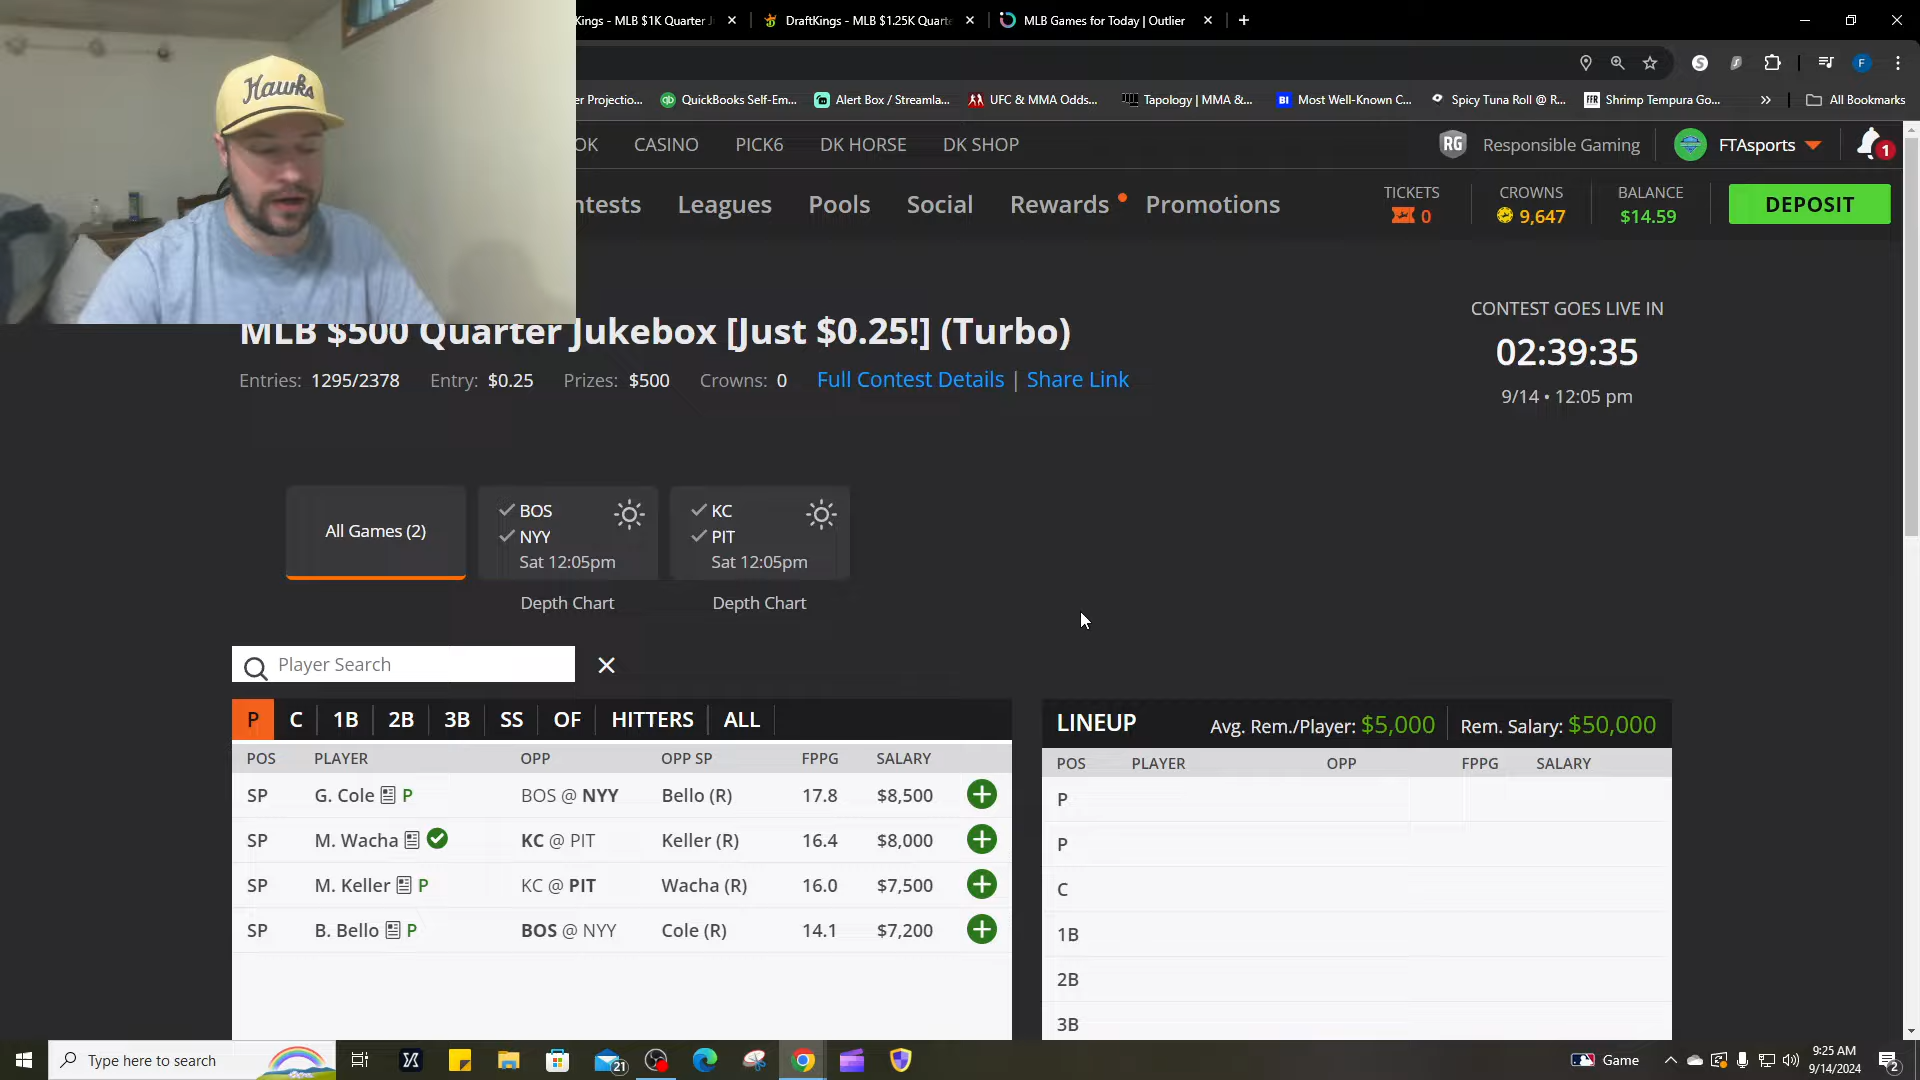 Kings - MLB $1K Quarter J
DraftKings - MLB $1.25K Quarte
MLB Games for Today | Outlier
er Projectio...
QuickBooks Self-Em...
Alert Box / Streamla...
UFC & MMA Odds...
Tapology | MMA &...
BI Most Well-Known C...
Spicy Tuna Roll @ R...
FFR Shrimp Tempura Go...
All Bookmarks
Hawks
OK
CASINO
PICK6
DK HORSE
DK SHOP
RG Responsible Gaming
FTAsports
1
ntests
Leagues
Pools
Social
Rewards
Promotions
TICKETS
0
CROWNS
9,647
BALANCE
$14.59
DEPOSIT
MLB $500 Quarter Jukebox [Just $0.25!] (Turbo)
Entries: 1295/2378 Entry: $0.25 Prizes: $500 Crowns: 0 Full Contest Details | Share Link
CONTEST GOES LIVE IN
02:39:35
9/14 • 12:05 pm
All Games (2)
BOS
NYY
Sat 12:05pm
Depth Chart
KC
PIT
Sat 12:05pm
Depth Chart
Player Search
P C 1B 2B 3B SS OF HITTERS ALL
POS PLAYER OPP OPP SP FPPG SALARY
SP G. Cole P BOS @ NYY Bello (R) 17.8 $8,500
SP M. Wacha KC @ PIT Keller (R) 16.4 $8,000
SP M. Keller P KC @ PIT Wacha (R) 16.0 $7,500
SP B. Bello P BOS @ NYY Cole (R) 14.1 $7,200
LINEUP Avg. Rem./Player: $5,000 Rem. Salary: $50,000
POS PLAYER OPP FPPG SALARY
P
P
C
1B
2B
3B
Type here to search
21
Game
9:25 AM
9/14/2024
2